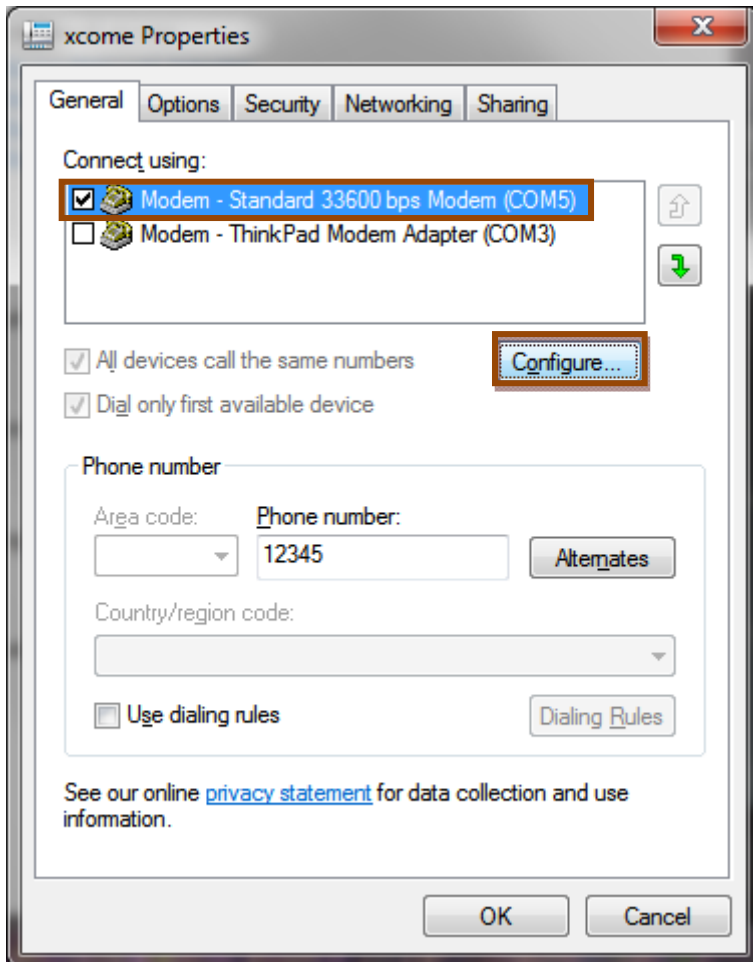 xcome Properties
General Options Security Networking Sharing
Connect using:
Modem - Standard 33600 bps Modem (COM5)
Modem - ThinkPad Modem Adapter (COM3)
All devices call the same numbers
Configure...
Dial only first available device
Phone number
Area code: Phone number:
12345
Alternates
Country/region code:
Use dialing rules
Dialing Rules
See our online privacy statement for data collection and use
information.
OK Cancel